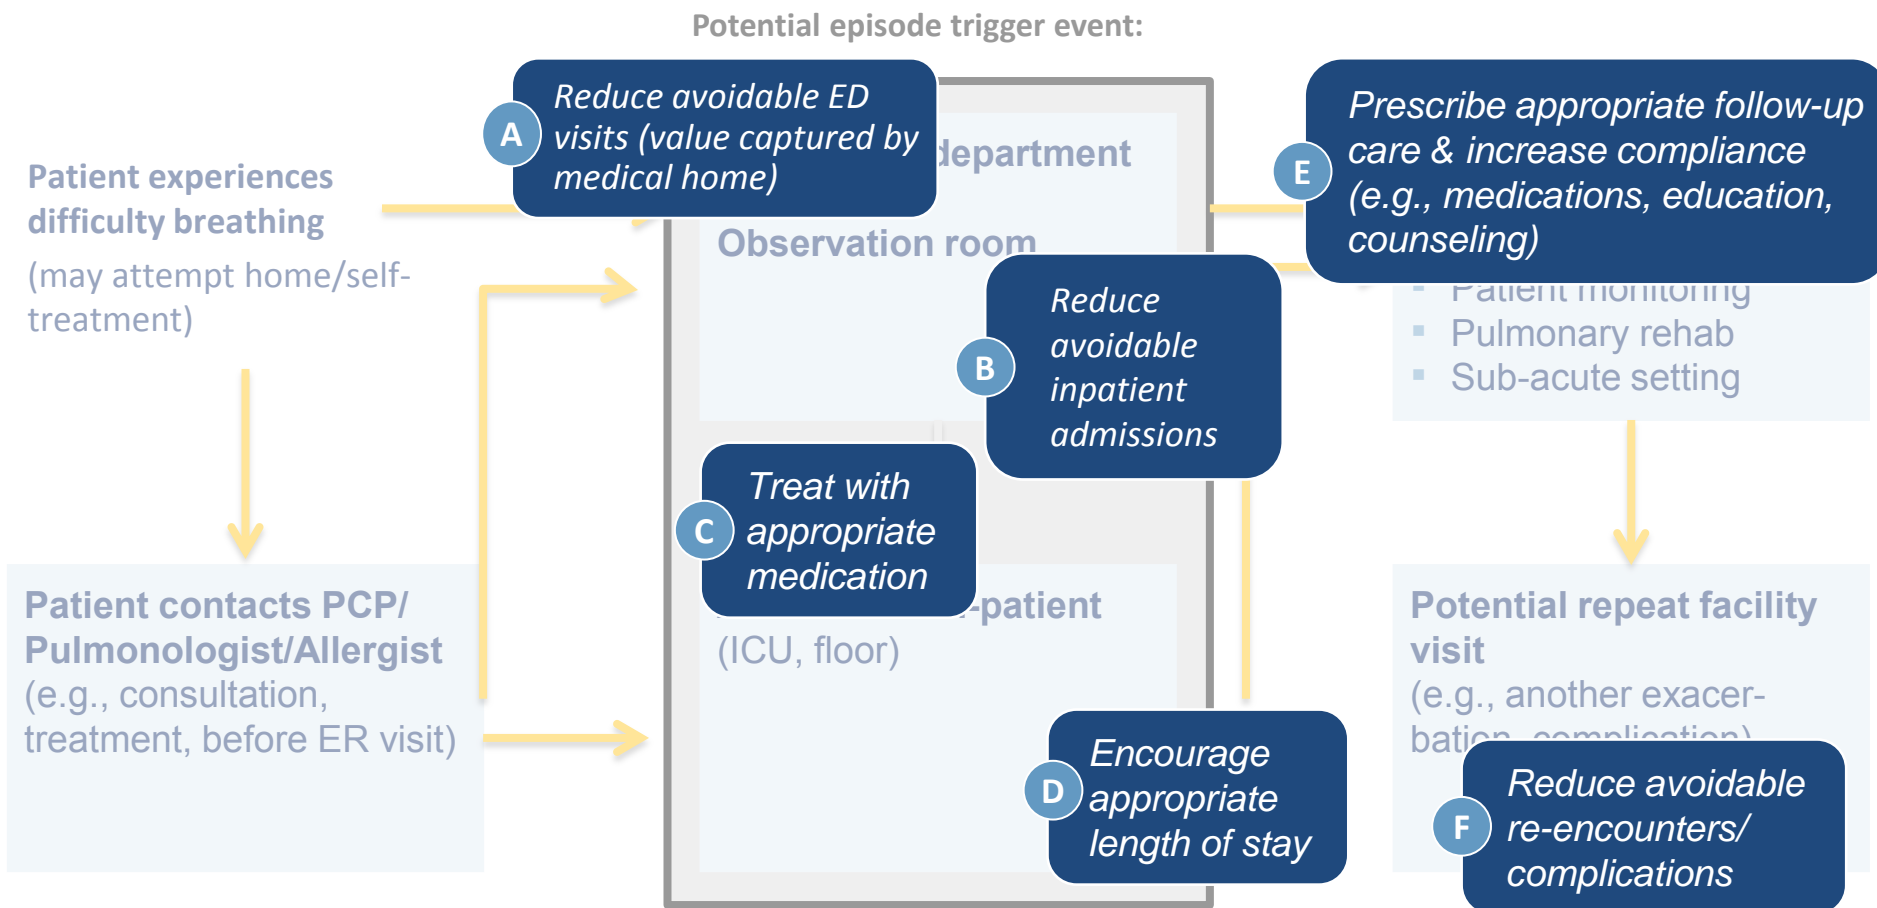 Potential episode trigger event:
A
Reduce avoidable ED
visits (value captured by
medical home)
Patient experiences
difficulty breathing
(may attempt home/self-
treatment)
Patient contacts PCP/
Pulmonologist/Allergist
(e.g., consultation,
treatment, before ER visit)
department
Observation room
B
Reduce
avoidable
inpatient
admissions
C
Treat with
appropriate
medication
-patient
(ICU, floor)
D
Encourage
appropriate
length of stay
E
Prescribe appropriate follow-up
care & increase compliance
(e.g., medications, education,
counseling)
▪ Patient monitoring
▪ Pulmonary rehab
▪ Sub-acute setting
Potential repeat facility
visit
(e.g., another exacer-
bation, complication)
F
Reduce avoidable
re-encounters/
complications